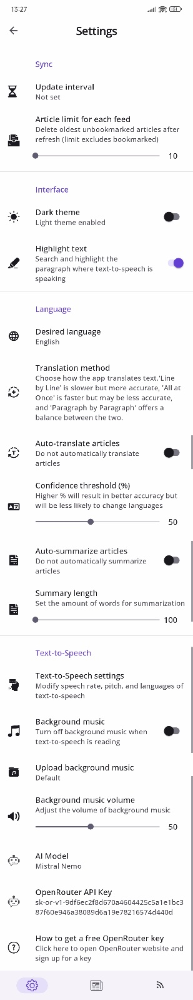 13:27
61
Settings
Sync
Update interval
Not set
Article limit for each feed
Delete oldest unbookmarked articles after
refresh (limit excludes bookmarked)
10
Interface
Dark theme
Light theme enabled
Highlight text
Search and highlight the
paragraph where text-to-speech is
speaking
Language
Desired language
English
Translation method
Choose how the app translates text.'Line
by Line' is slower but more accurate, 'All at
Once' is faster but may be less accurate,
and 'Paragraph by Paragraph' offers a
balance between the two.
Auto-translate articles
Do not automatically translate
articles
Confidence threshold (%)
Higher % will result in better accuracy but
will be less likely to change languages
50
Auto-summarize articles
Do not automatically summarize
articles
Summary length
Set the amount of words for summarization
100
Text-to-Speech
Text-to-Speech settings
Modify speech rate, pitch, and languages of
text-to-speech
Background music
Turn off background music when
text-to-speech is reading
Upload background music
Default
Background music volume
Adjust the volume of background music
50
AI Model
Mistral Nemo
OpenRouter API Key
sk-or-v1-9df6ec2f8d670a4604425c5a1e1bc3
87f60e946a38089d6a19e78216574d440d
How to get a free OpenRouter key
Click here to open OpenRouter website and
sign up for a key